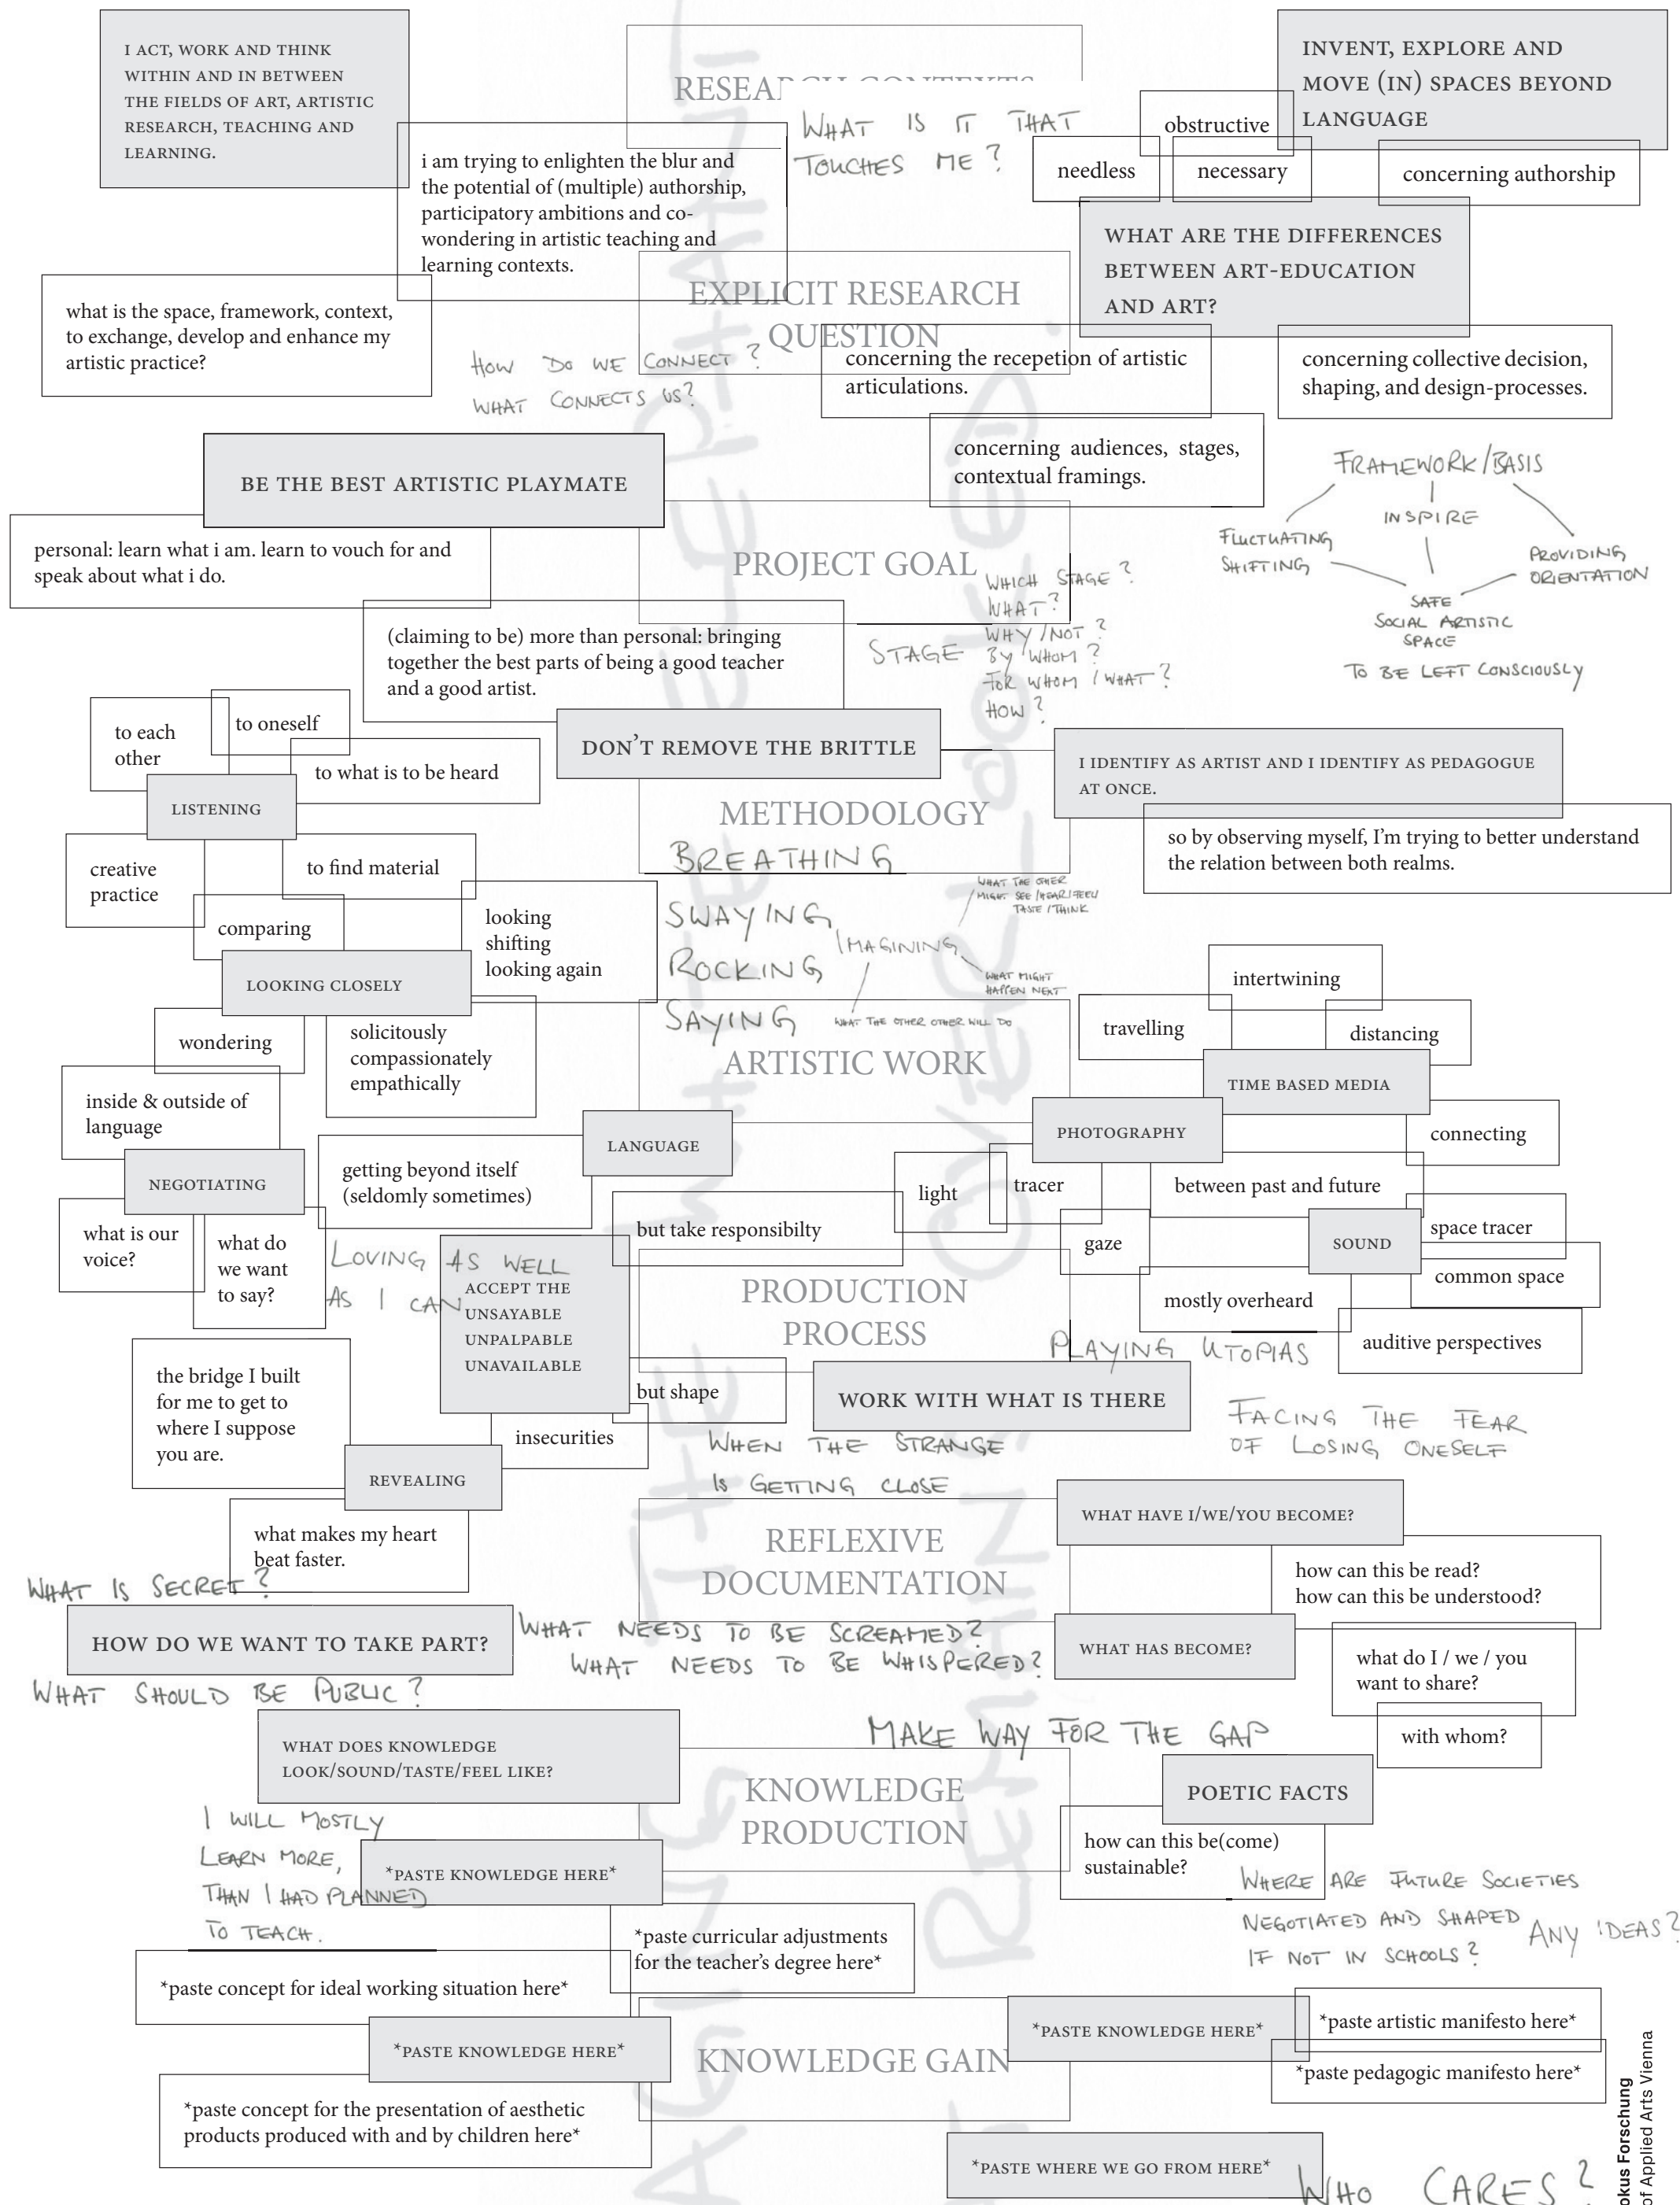 I ACT, WORK AND THINK
WITHIN AND IN BETWEEN
THE FIELDS OF ART, ARTISTIC
RESEARCH, TEACHING AND
LEARNING.
RESEARCH CONTEXTS
INVENT, EXPLORE AND
MOVE (IN) SPACES BEYOND
LANGUAGE
WHAT IS IT THAT
TOUCHES ME?
obstructive
needless
necessary
concerning authorship
i am trying to enlighten the blur and
the potential of (multiple) authorship,
participatory ambitions and co-
wondering in artistic teaching and
learning contexts.
WHAT ARE THE DIFFERENCES
BETWEEN ART-EDUCATION
AND ART?
EXPLICIT RESEARCH
QUESTION
what is the space, framework, context,
to exchange, develop and enhance my
artistic practice?
HOW DO WE CONNECT?
WHAT CONNECTS US?
concerning the recepetion of artistic
articulations.
concerning collective decision,
shaping, and design-processes.
concerning audiences, stages,
contextual framings.
BE THE BEST ARTISTIC PLAYMATE
FRAMEWORK/BASIS
INSPIRE
FLUCTUATING
SHIFTING
PROVIDING
ORIENTATION
SAFE
SOCIAL ARTISTIC
SPACE
TO BE LEFT CONSCIOUSLY
personal: learn what i am. learn to vouch for and
speak about what i do.
PROJECT GOAL
STAGE
WHICH STAGE?
WHAT?
WHY/NOT?
BY WHOM?
FOR WHOM/WHAT?
HOW?
(claiming to be) more than personal: bringing
together the best parts of being a good teacher
and a good artist.
DON'T REMOVE THE BRITTLE
I IDENTIFY AS ARTIST AND I IDENTIFY AS PEDAGOGUE
AT ONCE.
so by observing myself, I'm trying to better understand
the relation between both realms.
to each
other
to oneself
to what is to be heard
LISTENING
creative
practice
to find material
METHODOLOGY
BREATHING
SWAYING
ROCKING
SAYING
IMAGINING
WHAT THE OTHER
MIGHT SEE/HEAR/FEEL/
TASTE/THINK
WHAT MIGHT
HAPPEN NEXT
WHAT THE OTHER OTHER WILL DO
comparing
looking
shifting
looking again
LOOKING CLOSELY
wondering
solicitously
compassionately
empathically
ARTISTIC WORK
intertwining
travelling
distancing
TIME BASED MEDIA
PHOTOGRAPHY
connecting
inside & outside of
language
NEGOTIATING
getting beyond itself
(seldomly sometimes)
LANGUAGE
light
tracer
between past and future
but take responsibilty
gaze
SOUND
space tracer
common space
mostly overheard
auditive perspectives
what is our
voice?
what do
we want
to say?
LOVING AS WELL
AS I CAN
ACCEPT THE
UNSAYABLE
UNPALPABLE
UNAVAILABLE
PRODUCTION
PROCESS
PLAYING UTOPIAS
but shape
WORK WITH WHAT IS THERE
FACING THE FEAR
OF LOSING ONESELF
the bridge I built
for me to get to
where I suppose
you are.
insecurities
REVEALING
WHEN THE STRANGE
IS GETTING CLOSE
what makes my heart
beat faster.
REFLEXIVE
DOCUMENTATION
WHAT HAVE I/WE/YOU BECOME?
how can this be read?
how can this be understood?
WHAT IS SECRET?
HOW DO WE WANT TO TAKE PART?
WHAT NEEDS TO BE SCREAMED?
WHAT NEEDS TO BE WHISPERED?
WHAT HAS BECOME?
what do I / we / you
want to share?
with whom?
WHAT SHOULD BE PUBLIC?
WHAT DOES KNOWLEDGE
LOOK/SOUND/TASTE/FEEL LIKE?
MAKE WAY FOR THE GAP
KNOWLEDGE
PRODUCTION
POETIC FACTS
how can this be(come)
sustainable?
I WILL MOSTLY
LEARN MORE,
THAN I HAD PLANNED
TO TEACH.
*PASTE KNOWLEDGE HERE*
WHERE ARE FUTURE SOCIETIES
NEGOTIATED AND SHAPED
IF NOT IN SCHOOLS?
ANY IDEAS?
*paste curricular adjustments
for the teacher's degree here*
*paste concept for ideal working situation here*
*PASTE KNOWLEDGE HERE*
KNOWLEDGE GAIN
*PASTE KNOWLEDGE HERE*
*paste artistic manifesto here*
*paste pedagogic manifesto here*
*paste concept for the presentation of aesthetic
products produced with and by children here*
*PASTE WHERE WE GO FROM HERE*
WHO CARES?
okus Forschung
of Applied Arts Vienna
THE WHITE ELEPHANT
REMAINS OVERLOOKED.